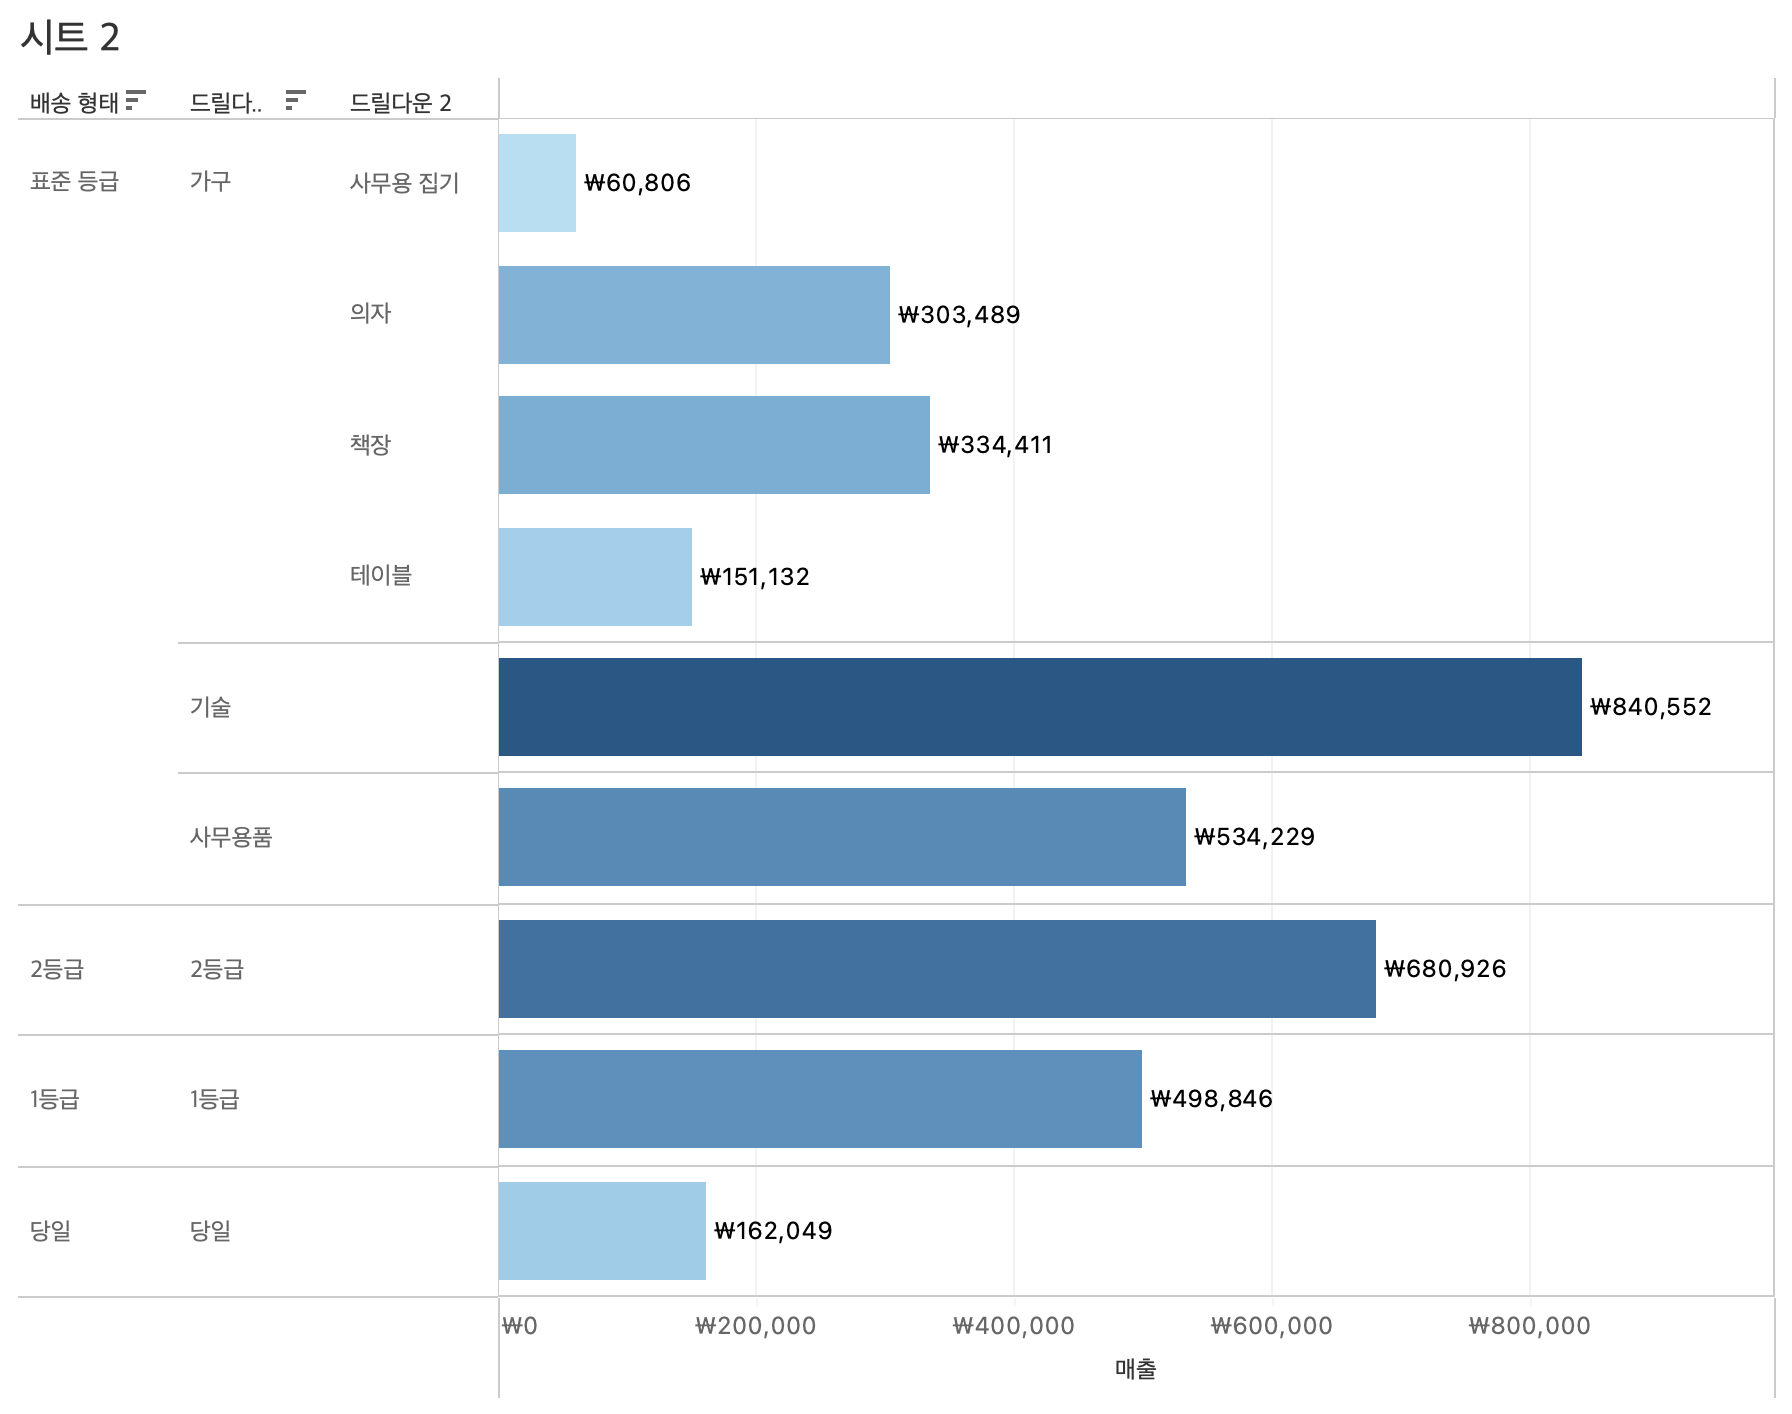 시트 2
배송 형태 드릴다.. 드릴다운 2
표준 등급 가구 사무용 집기 ₩60,806
의자 ₩303,489
책장 ₩334,411
테이블 ₩151,132
기술 ₩840,552
사무용품 ₩534,229
2등급 2등급 ₩680,926
1등급 1등급 ₩498,846
당일 당일 ₩162,049
₩0 ₩200,000 ₩400,000 ₩600,000 ₩800,000
매출